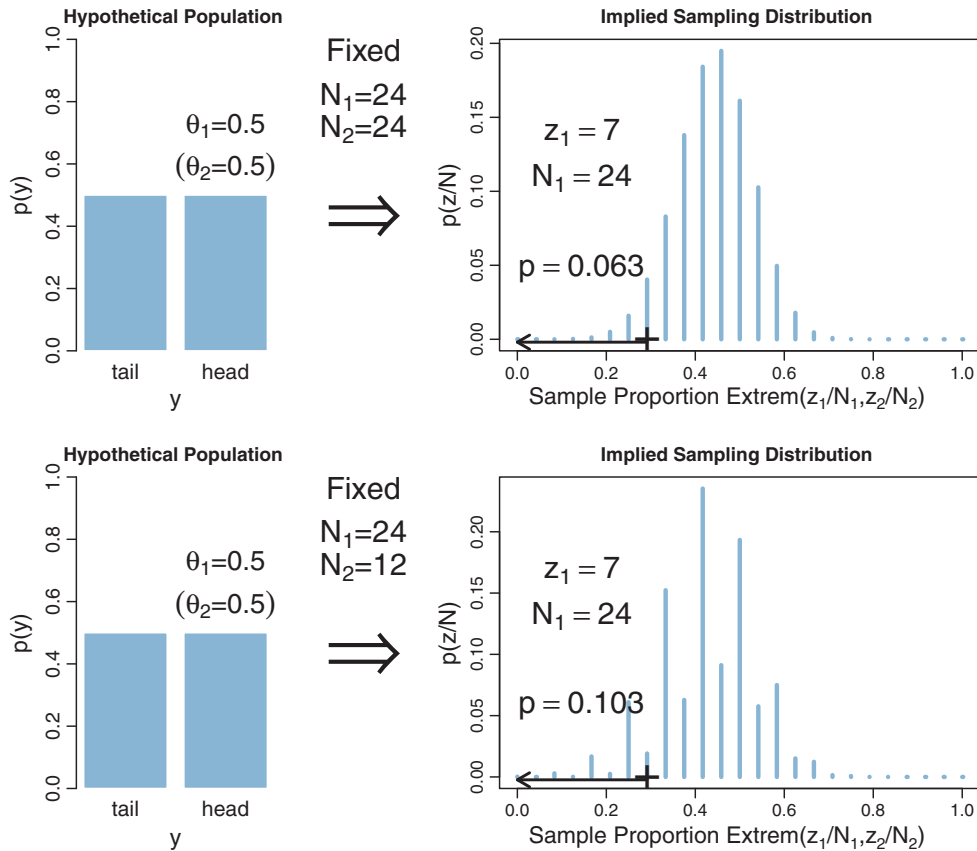 Hypothetical Population
p(y)
1.0
0.8
0.6
0.4
0.2
0.0
θ₁=0.5
(θ₂=0.5)
tail head
y
Fixed
N₁=24
N₂=24
⇒
Implied Sampling Distribution
p(z/N)
0.20
0.15
0.10
0.05
0.00
z₁ = 7
N₁ = 24
p = 0.063
0.0 0.2 0.4 0.6 0.8 1.0
Sample Proportion Extrem(z₁/N₁,z₂/N₂)
Hypothetical Population
p(y)
1.0
0.8
0.6
0.4
0.2
0.0
θ₁=0.5
(θ₂=0.5)
tail head
y
Fixed
N₁=24
N₂=12
⇒
Implied Sampling Distribution
p(z/N)
0.20
0.15
0.10
0.05
0.00
z₁ = 7
N₁ = 24
p = 0.103
0.0 0.2 0.4 0.6 0.8 1.0
Sample Proportion Extrem(z₁/N₁,z₂/N₂)